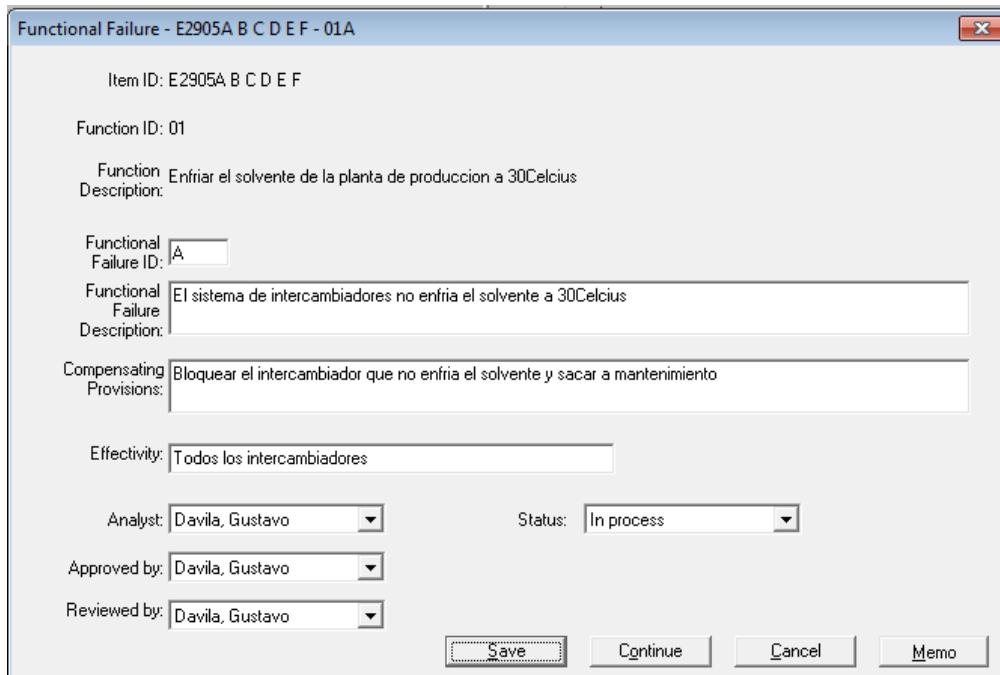 Functional Failure - E2905A B C D E F - 01A
Item ID: E2905A B C D E F
Function ID: 01
Function
Description: Enfriar el solvente de la planta de produccion a 30Celcius
Functional
Failure ID: A
Functional
Failure
Description: El sistema de intercambiadores no enfria el solvente a 30Celcius
Compensating
Provisions: Bloquear el intercambiador que no enfria el solvente y sacar a mantenimiento
Effectivity: Todos los intercambiadores
Analyst: Davila, Gustavo Status: In process
Approved by: Davila, Gustavo
Reviewed by: Davila, Gustavo
Save Continue Cancel Memo